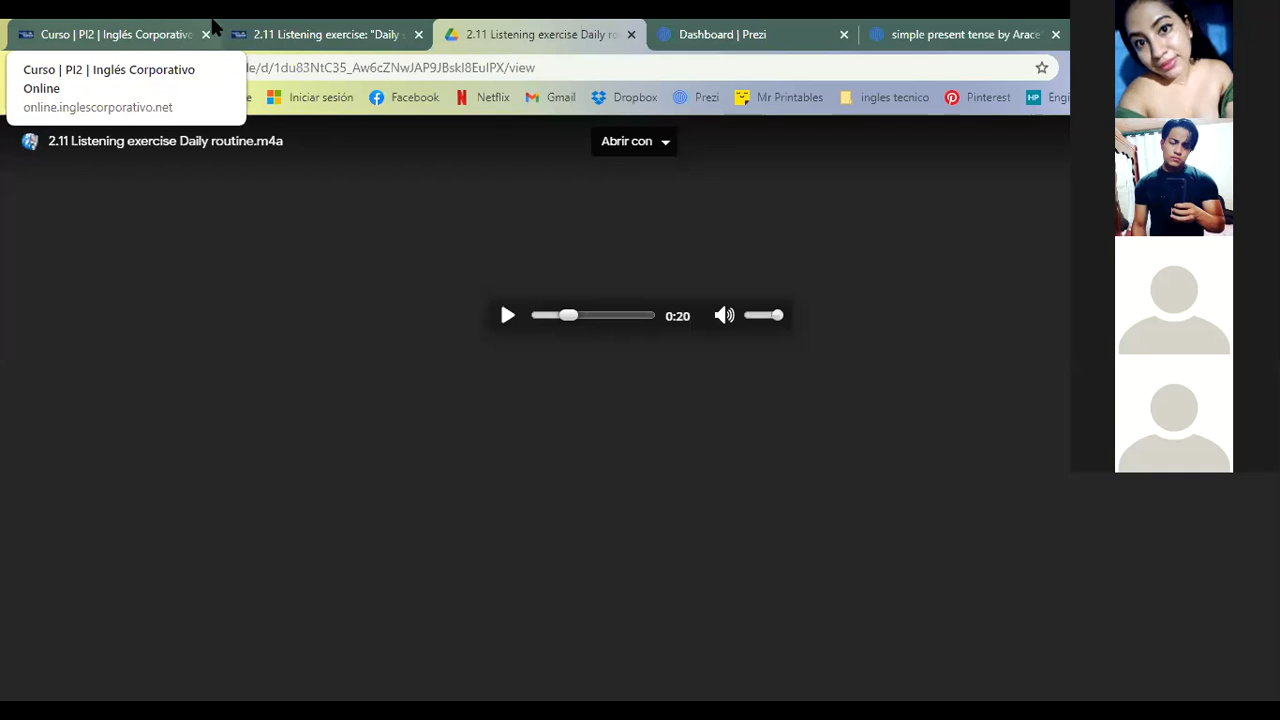 Curso | PI2 | Inglés Corporativo
2.11 Listening exercise: "Daily
2.11 Listening exercise Daily ro
Dashboard | Prezi
simple present tense by Arace
Curso | PI2 | Inglés Corporativo
Online
online.inglescorporativo.net
le/d/1du83NtC35_Aw6cZNwJAP9JBskI8EuIPX/view
Facebook
Iniciar sesión
Netflix
Gmail
Dropbox
Prezi
Mr Printables
ingles tecnico
Pinterest
HP
Engi
2.11 Listening exercise Daily routine.m4a
Abrir con
0:20